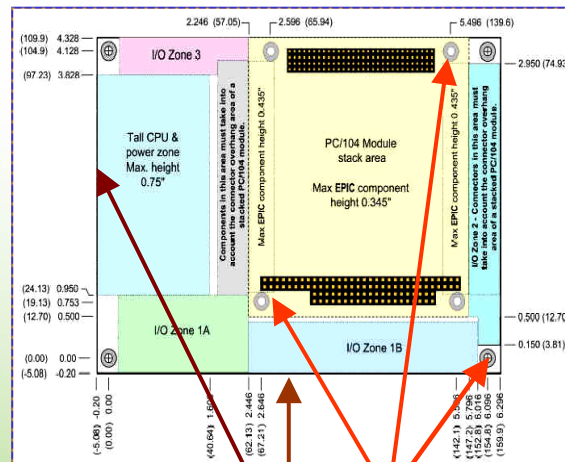 2.246 (57.05)
2.596 (65.94)
5.496 (139.6)
(109.9) 4.328
(104.9) 4.128
(97.23) 3.828
2.950 (74.93
I/O Zone 3
Tall CPU &
power zone
Max. height
0.75"
Components in this area must take into
account the connector overhang area of a
stacked PC/104 module.
Max EPIC component height 0.435"
PC/104 Module
stack area
Max EPIC component
height 0.345"
Max EPIC component height 0.435"
I/O Zone 2 - Connectors in this area must
take into account the connector overhang
area of a stacked PC/104 module.
(24.13) 0.950
(19.13) 0.753
(12.70) 0.500
0.500 (12.70
0.150 (3.81)
I/O Zone 1A
I/O Zone 1B
(0.00) 0.00
(-5.08) -0.20
(-5.08) -0.20
(0.00) 0.00
(40.64)
(62.13) 2.446
(67.21) 2.646
(142.1)
(147.2) 5.796
(152.8) 6.016
(154.8) 6.096
(159.9) 6.296